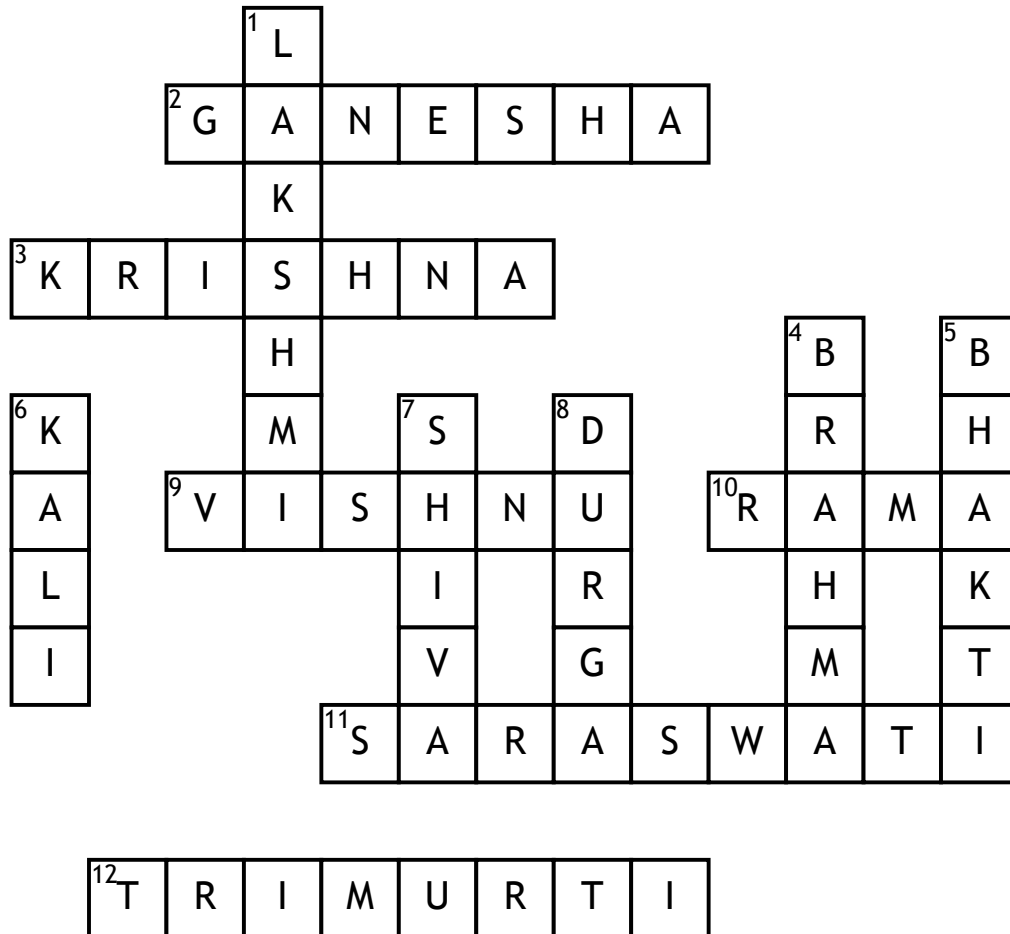 1 L
2 G A N E S H A
K
3 K R I S H N A
H 4 B 5 B
6 K M 7 S 8 D R H
A 9 V I S H N U 10 R A M A
L I R H K
I V G M T
11 S A R A S W A T I
12 T R I M U R T I